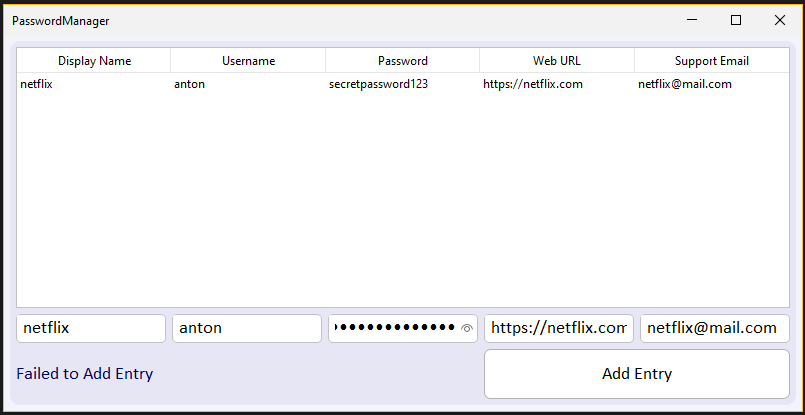 PasswordManager
Display Name Username Password Web URL Support Email
netflix anton secretpassword123 https://netflix.com netflix@mail.com
netflix anton ●●●●●●●●●●●●●● https://netflix.com netflix@mail.com
Failed to Add Entry Add Entry